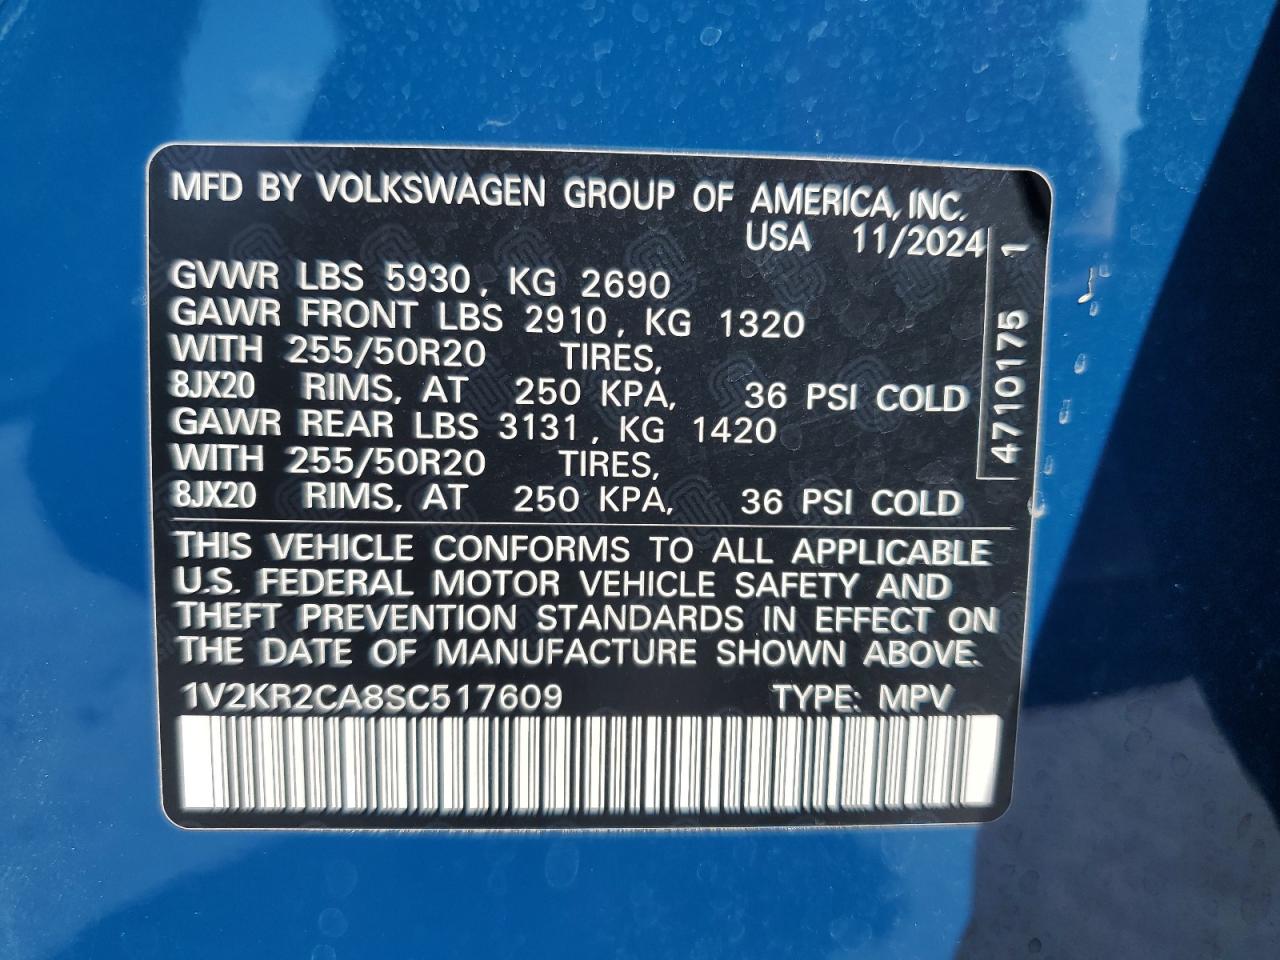 MFD BY VOLKSWAGEN GROUP OF AMERICA, INC.
USA 11/2024
GVWR LBS 5930, KG 2690
GAWR FRONT LBS 2910, KG 1320
WITH 255/50R20 TIRES,
8JX20 RIMS, AT 250 KPA, 36 PSI COLD
GAWR REAR LBS 3131, KG 1420
WITH 255/50R20 TIRES,
8JX20 RIMS, AT 250 KPA, 36 PSI COLD
4710175 1
THIS VEHICLE CONFORMS TO ALL APPLICABLE
U.S. FEDERAL MOTOR VEHICLE SAFETY AND
THEFT PREVENTION STANDARDS IN EFFECT ON
THE DATE OF MANUFACTURE SHOWN ABOVE.
1V2KR2CA8SC517609 TYPE: MPV